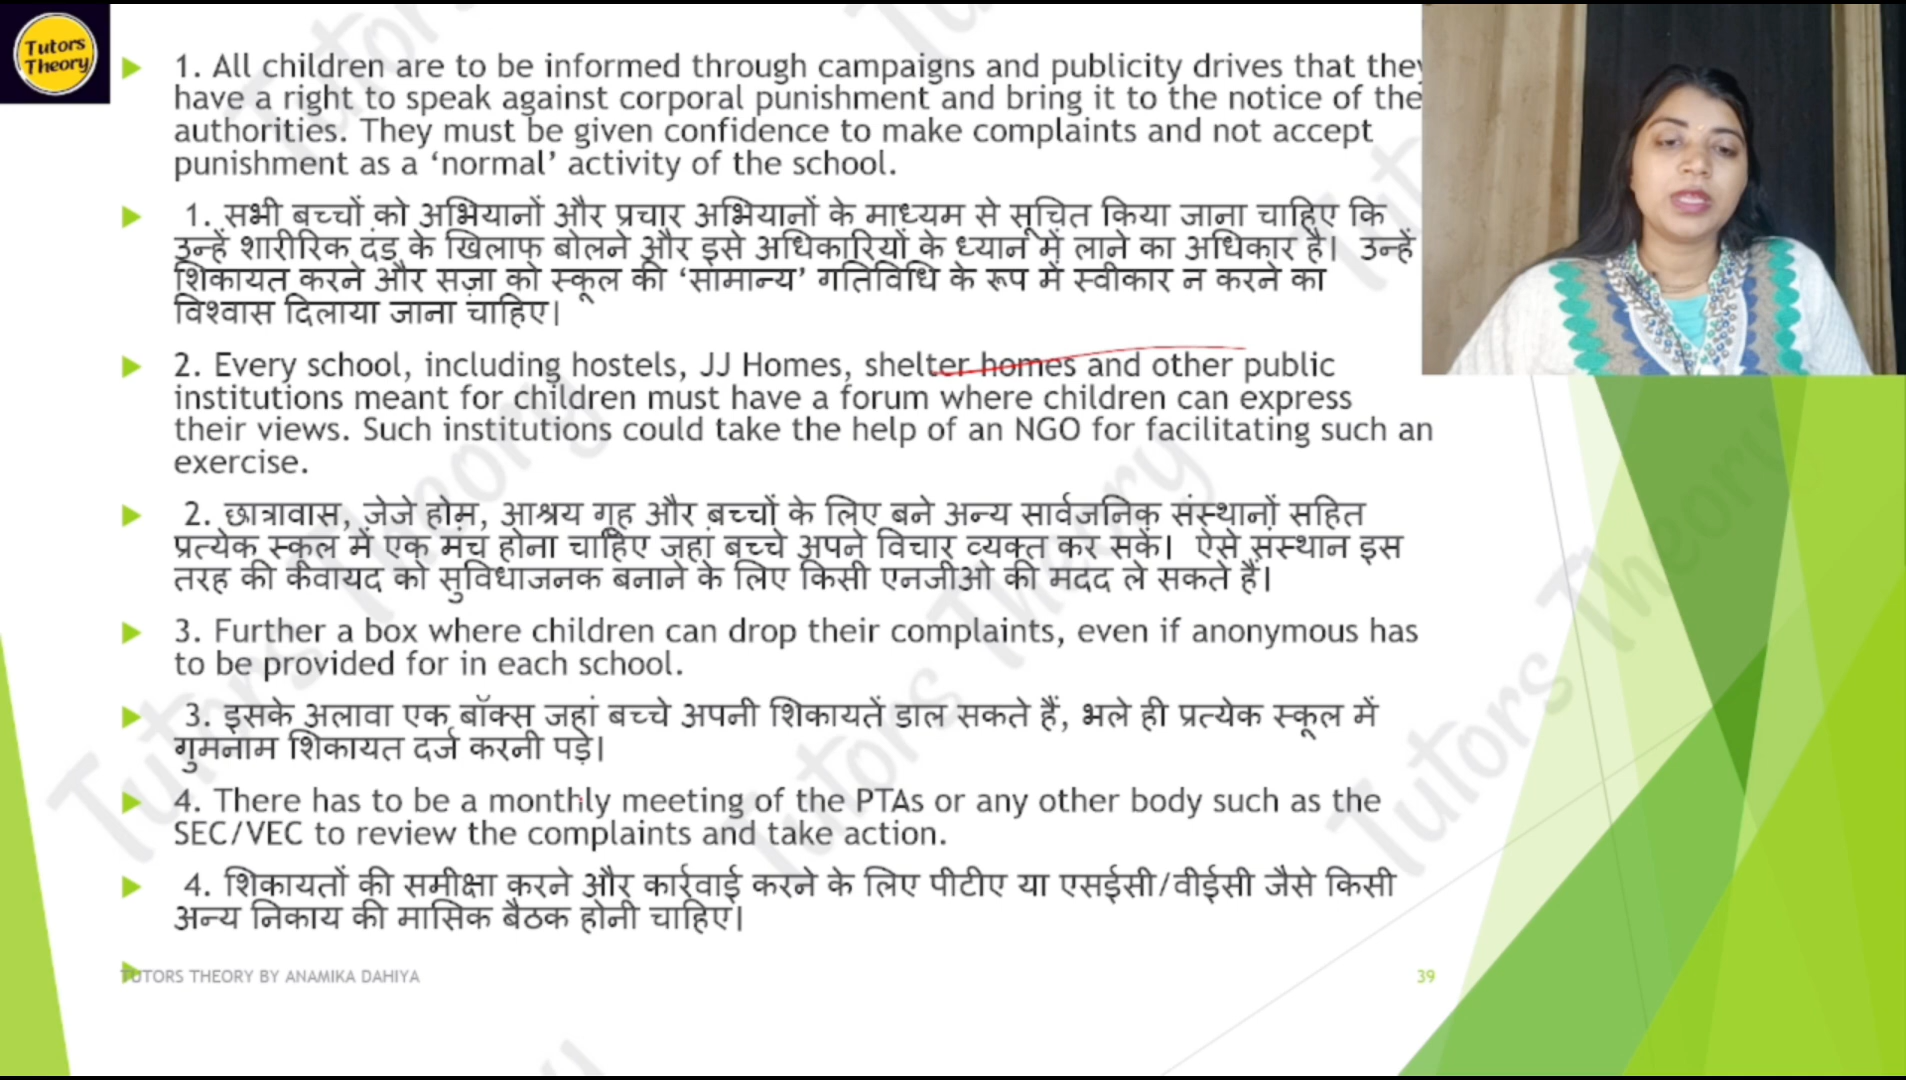 Tutors
Theory
1. All children are to be informed through campaigns and publicity drives that they
have a right to speak against corporal punishment and bring it to the notice of the
authorities. They must be given confidence to make complaints and not accept
punishment as a ‘normal’ activity of the school.
1. सभी बच्चों को अभियानों और प्रचार अभियानों के माध्यम से सूचित किया जाना चाहिए कि
उन्हें शारीरिक दंड के खिलाफ बोलने और इसे अधिकारियों के ध्यान में लाने का अधिकार है। उन्हें
शिकायत करने और सज़ा को स्कूल की ‘सामान्य’ गतिविधि के रूप में स्वीकार न करने का
विश्वास दिलाया जाना चाहिए।
2. Every school, including hostels, JJ Homes, shelter homes and other public
institutions meant for children must have a forum where children can express
their views. Such institutions could take the help of an NGO for facilitating such an
exercise.
2. छात्रावास, जेजे होम, आश्रय गृह और बच्चों के लिए बने अन्य सार्वजनिक संस्थानों सहित
प्रत्येक स्कूल में एक मंच होना चाहिए जहां बच्चे अपने विचार व्यक्त कर सकें। ऐसे संस्थान इस
तरह की कवायद को सुविधाजनक बनाने के लिए किसी एनजीओ की मदद ले सकते हैं।
3. Further a box where children can drop their complaints, even if anonymous has
to be provided for in each school.
3. इसके अलावा एक बॉक्स जहां बच्चे अपनी शिकायतें डाल सकते हैं, भले ही प्रत्येक स्कूल में
गुमनाम शिकायत दर्ज करनी पड़े।
4. There has to be a monthly meeting of the PTAs or any other body such as the
SEC/VEC to review the complaints and take action.
4. शिकायतों की समीक्षा करने और कार्रवाई करने के लिए पीटीए या एसईसी/वीईसी जैसे किसी
अन्य निकाय की मासिक बैठक होनी चाहिए।
TUTORS THEORY BY ANAMIKA DAHIYA
39
Tutors Theory
Tutors Theory
Tutors Theory